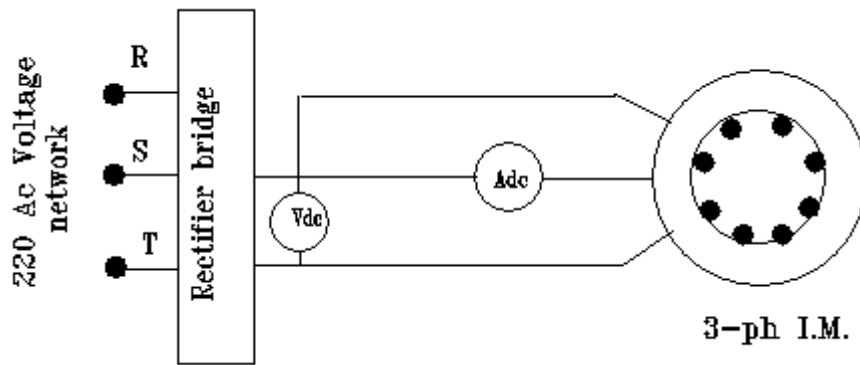 220 Ac Voltage
network
R
S
T
Rectifier bridge
Vdc
Adc
3-ph I.M.